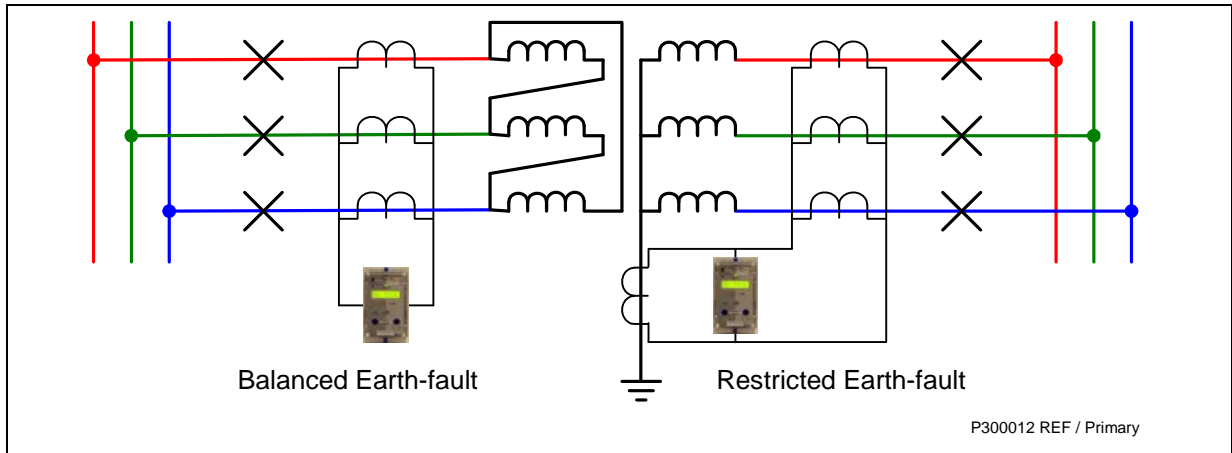 Balanced Earth-fault
Restricted Earth-fault
P300012 REF / Primary